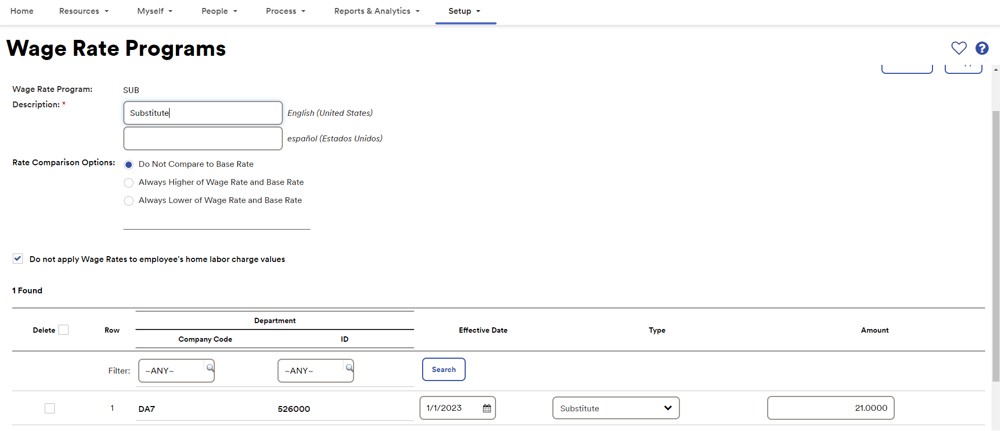 Home Resources Myself People Process Reports & Analytics Setup
Wage Rate Programs
Wage Rate Program: SUB
Description: * Substitute English (United States)
español (Estados Unidos)
Rate Comparison Options: Do Not Compare to Base Rate
Always Higher of Wage Rate and Base Rate
Always Lower of Wage Rate and Base Rate
Do not apply Wage Rates to employee's home labor charge values
1 Found
Department
Delete Row Effective Date Type Amount
Company Code ID
Filter: ~ANY~ ~ANY~ Search
1 DA7 526000 1/1/2023 Substitute 21.0000